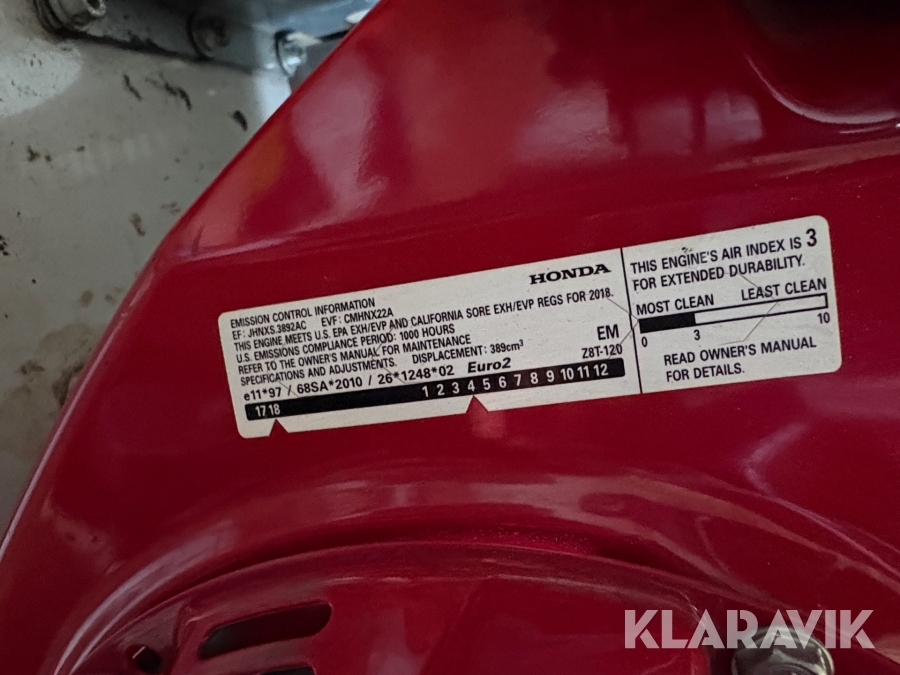 HONDA
EMISSION CONTROL INFORMATION
EF: JHNXS.3892AC EVF: CMHNX22A
THIS ENGINE MEETS U.S. EPA EXH/EVP AND CALIFORNIA SORE EXH/EVP REGS FOR 2018.
U.S. EMISSIONS COMPLIANCE PERIOD: 1000 HOURS
REFER TO THE OWNER'S MANUAL FOR MAINTENANCE
SPECIFICATIONS AND ADJUSTMENTS. DISPLACEMENT: 389cm³
EM
e11*97 / 68SA*2010 / 26*1248*02 Euro2 Z8T-120
17 18 1 2 3 4 5 6 7 8 9 10 11 12
THIS ENGINE'S AIR INDEX IS 3
FOR EXTENDED DURABILITY.
MOST CLEAN LEAST CLEAN
0 3 10
READ OWNER'S MANUAL
FOR DETAILS.
KLARAVIK